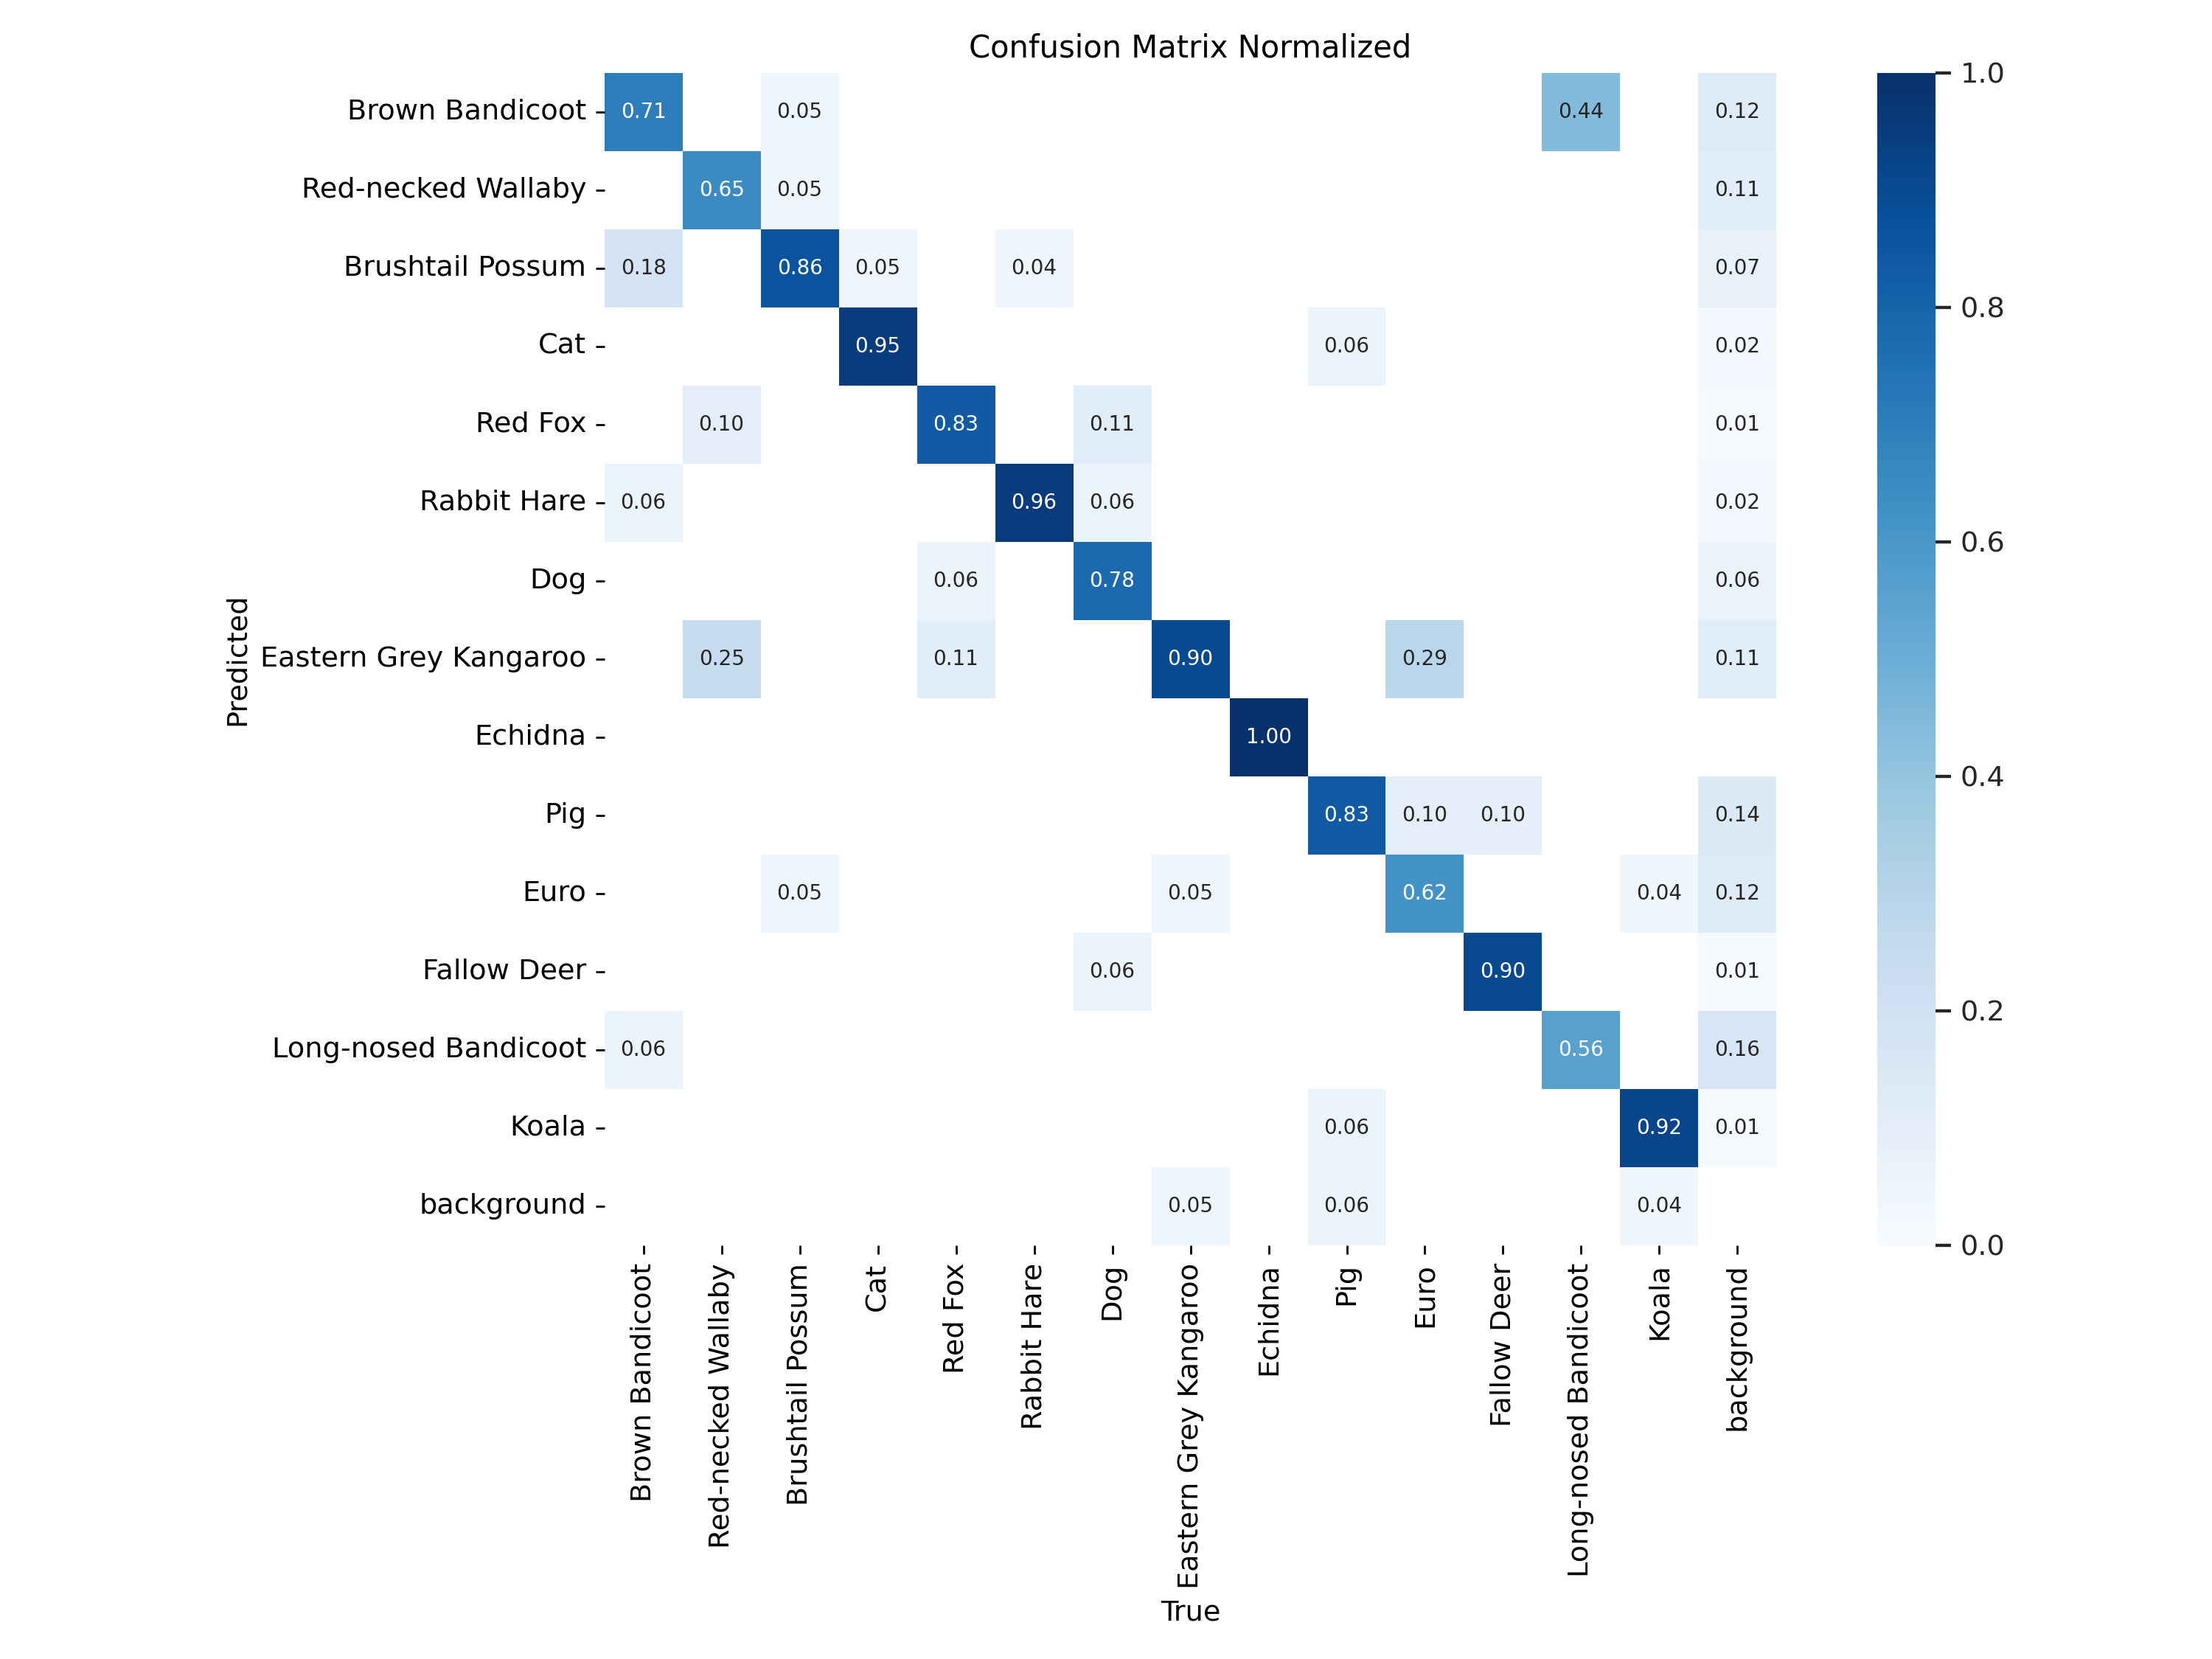 Confusion Matrix Normalized
Brown Bandicoot 0.71 0.05 0.44 0.12
Red-necked Wallaby 0.65 0.05 0.11
Brushtail Possum 0.18 0.86 0.05 0.04 0.07
Cat 0.95 0.06 0.02
Red Fox 0.10 0.83 0.11 0.01
Rabbit Hare 0.06 0.96 0.06 0.02
Dog 0.06 0.78 0.06
Eastern Grey Kangaroo 0.25 0.11 0.90 0.29 0.11
Echidna 1.00
Pig 0.83 0.10 0.10 0.14
Euro 0.05 0.05 0.62 0.04 0.12
Fallow Deer 0.06 0.90 0.01
Long-nosed Bandicoot 0.06 0.56 0.16
Koala 0.06 0.92 0.01
background 0.05 0.06 0.04
Predicted
Brown Bandicoot
Red-necked Wallaby
Brushtail Possum
Cat
Red Fox
Rabbit Hare
Dog
Eastern Grey Kangaroo
Echidna
Pig
Euro
Fallow Deer
Long-nosed Bandicoot
Koala
background
True
1.0
0.8
0.6
0.4
0.2
0.0